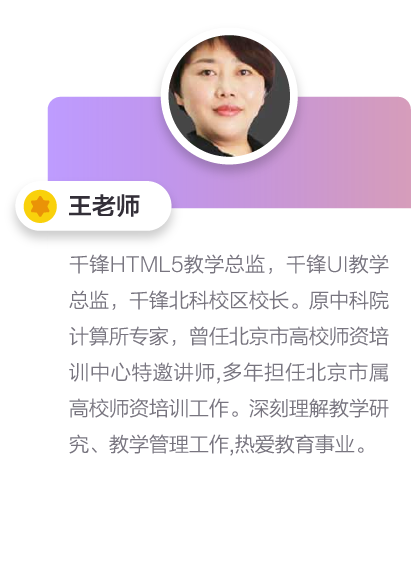 王老师
千锋HTML5教学总监，千锋UI教学
总监，千锋北科校区校长。原中科院
计算所专家，曾任北京市高校师资培
训中心特邀讲师,多年担任北京市属
高校师资培训工作。深刻理解教学研
究、教学管理工作,热爱教育事业。